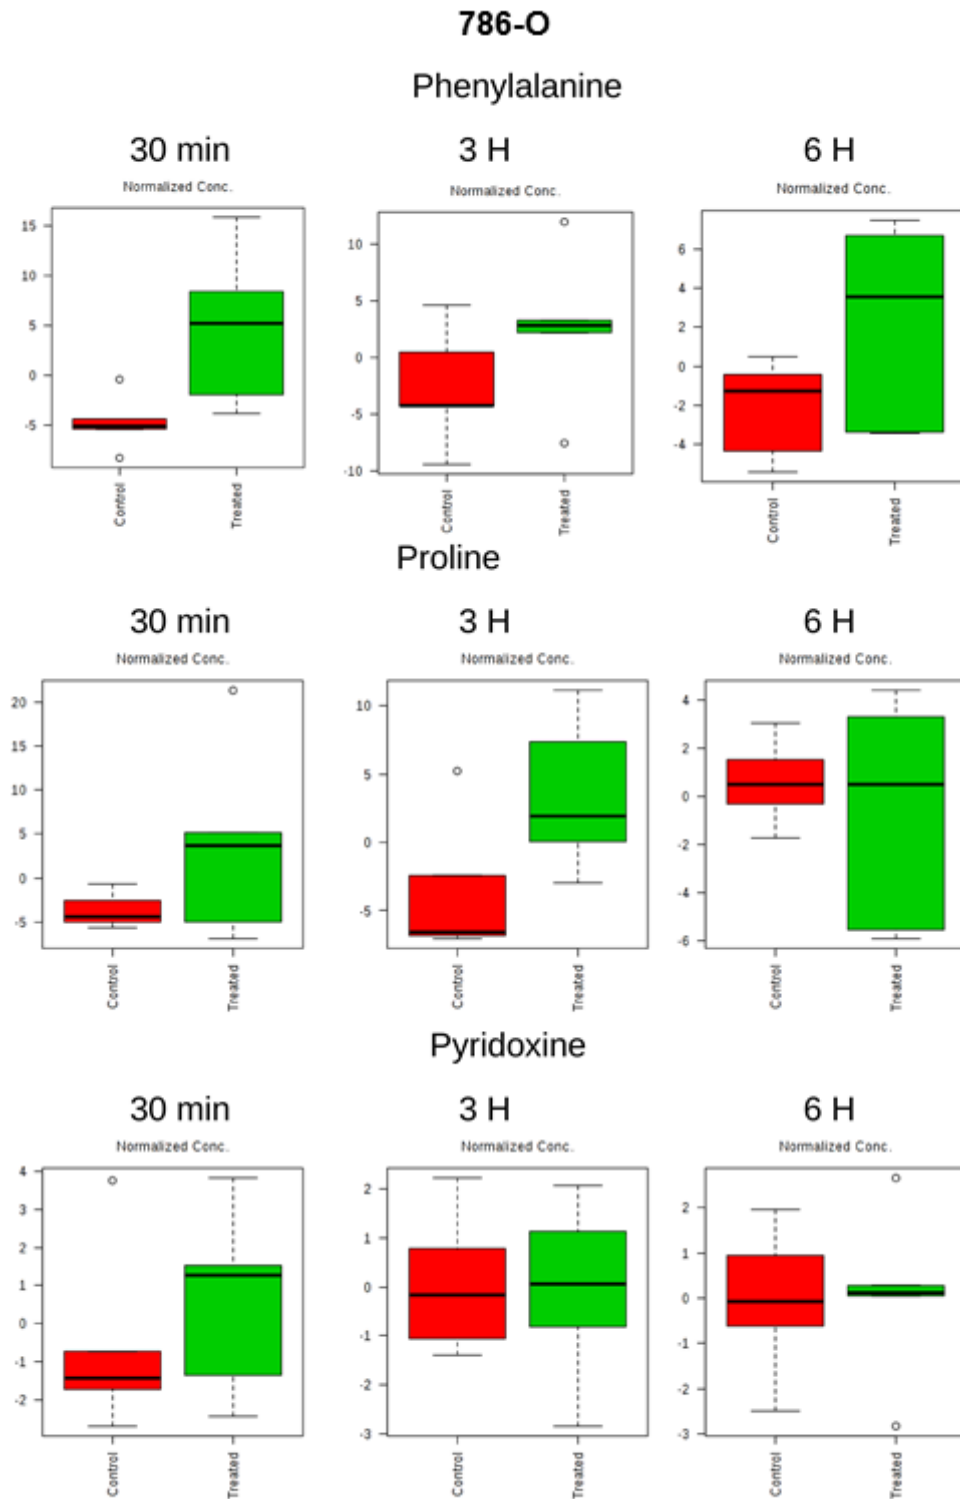 786-O
Phenylalanine
30 min 3 H 6 H
Normalized Conc. Normalized Conc. Normalized Conc.
15 10 5 0 -5
10 5 0 -5 -10
6 4 2 0 -2 -4
Control Treated Control Treated Control Treated
Proline
30 min 3 H 6 H
Normalized Conc. Normalized Conc. Normalized Conc.
20 15 10 5 0 -5
10 5 0 -5
4 2 0 -2 -4 -6
Control Treated Control Treated Control Treated
Pyridoxine
30 min 3 H 6 H
Normalized Conc. Normalized Conc. Normalized Conc.
4 3 2 1 0 -1 -2
2 1 0 -1 -2 -3
2 1 0 -1 -2 -3
Control Treated Control Treated Control Treated